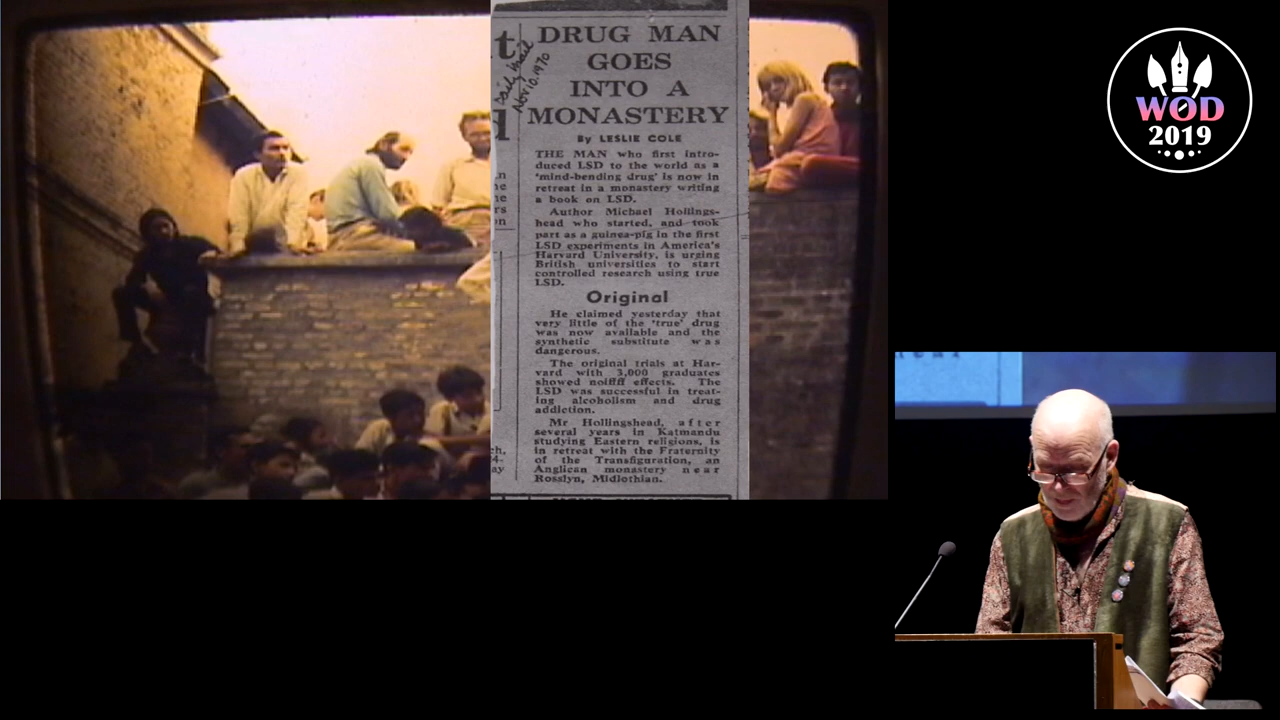 DRUG MAN
GOES
INTO A
MONASTERY
By LESLIE COLE
THE MAN who first intro-
duced LSD to the world as a
'mind-bending drug' is now in
retreat in a monastery writing
a book on LSD.
Author Michael Hollings-
head who started, and took
part as a guinea-pig in the first
LSD experiments in America's
Harvard University, is urging
British universities to start
controlled research using true
LSD.
Original
He claimed yesterday that
very little of the 'true' drug
was now available and the
synthetic substitute was
dangerous.
The original trials at Har-
vard with 3,000 graduates
showed effects. The
LSD was successful in treat-
ing alcoholism and drug
addiction.
Mr Hollingshead, after
several years in Katmandu
studying Eastern religions, is
in retreat with the Fraternity
of the Transfiguration, an
Anglican monastery near
Rosslyn, Midlothian.
Daily Mail
Nov 10. 1970
WOD
2019